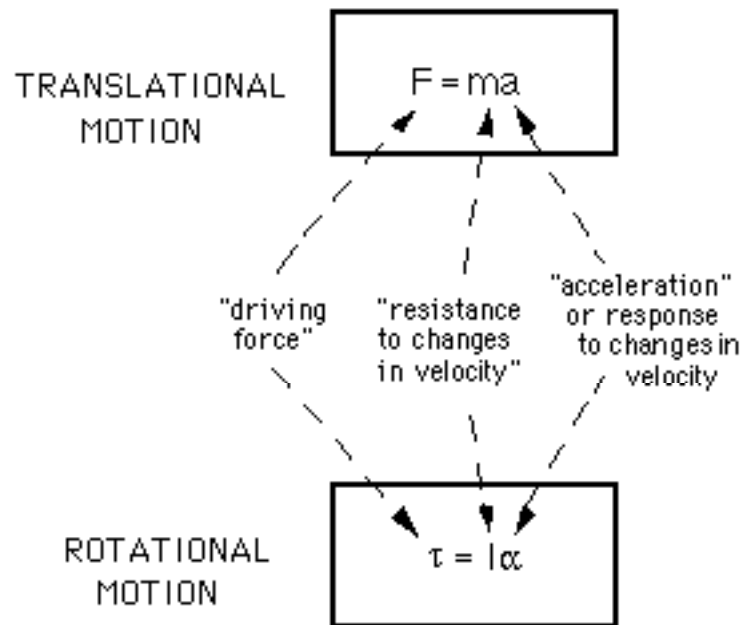 TRANSLATIONAL
MOTION
F = ma
"driving
force"
"resistance
to changes
in velocity"
"acceleration"
or response
to changes in
velocity
ROTATIONAL
MOTION
τ = Iα